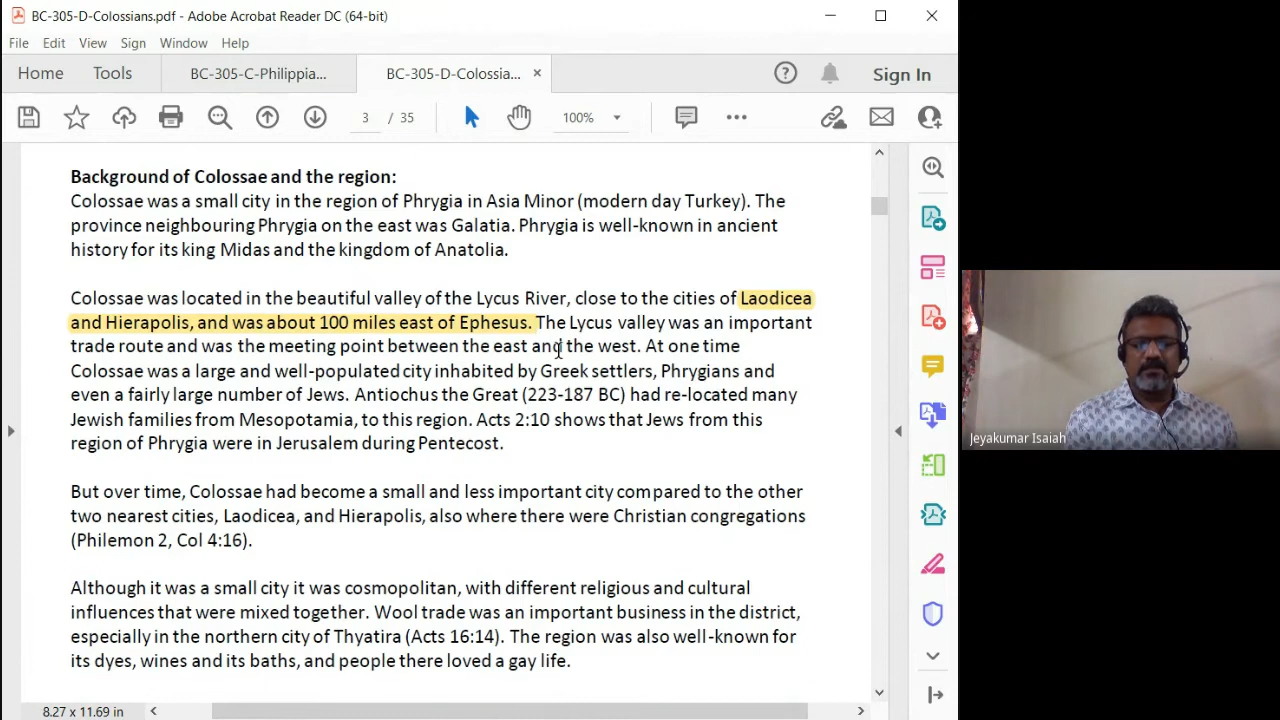 BC-305-D-Colossians.pdf - Adobe Acrobat Reader DC (64-bit)
File Edit View Sign Window Help
Home Tools BC-305-C-Philippia... BC-305-D-Colossia... Sign In
3 / 35 100%
Background of Colossae and the region:
Colossae was a small city in the region of Phrygia in Asia Minor (modern day Turkey). The
province neighbouring Phrygia on the east was Galatia. Phrygia is well-known in ancient
history for its king Midas and the kingdom of Anatolia.
Colossae was located in the beautiful valley of the Lycus River, close to the cities of Laodicea
and Hierapolis, and was about 100 miles east of Ephesus. The Lycus valley was an important
trade route and was the meeting point between the east and the west. At one time
Colossae was a large and well-populated city inhabited by Greek settlers, Phrygians and
even a fairly large number of Jews. Antiochus the Great (223-187 BC) had re-located many
Jewish families from Mesopotamia, to this region. Acts 2:10 shows that Jews from this
region of Phrygia were in Jerusalem during Pentecost.
But over time, Colossae had become a small and less important city compared to the other
two nearest cities, Laodicea, and Hierapolis, also where there were Christian congregations
(Philemon 2, Col 4:16).
Although it was a small city it was cosmopolitan, with different religious and cultural
influences that were mixed together. Wool trade was an important business in the district,
especially in the northern city of Thyatira (Acts 16:14). The region was also well-known for
its dyes, wines and its baths, and people there loved a gay life.
8.27 x 11.69 in
Jeyakumar Isaiah